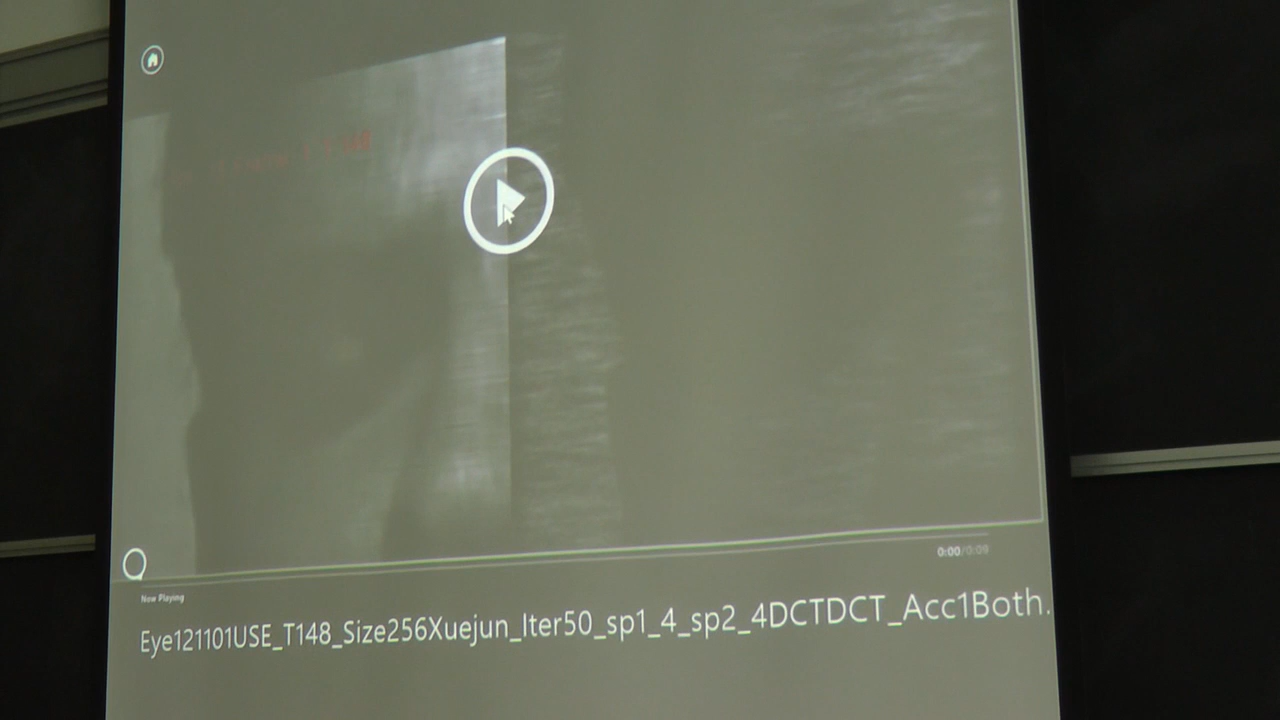 0:00/0:09
Now Playing
Eye121101USE_T148_Size256Xuejun_Iter50_sp1_4_sp2_4DCTDCT_Acc1Both.